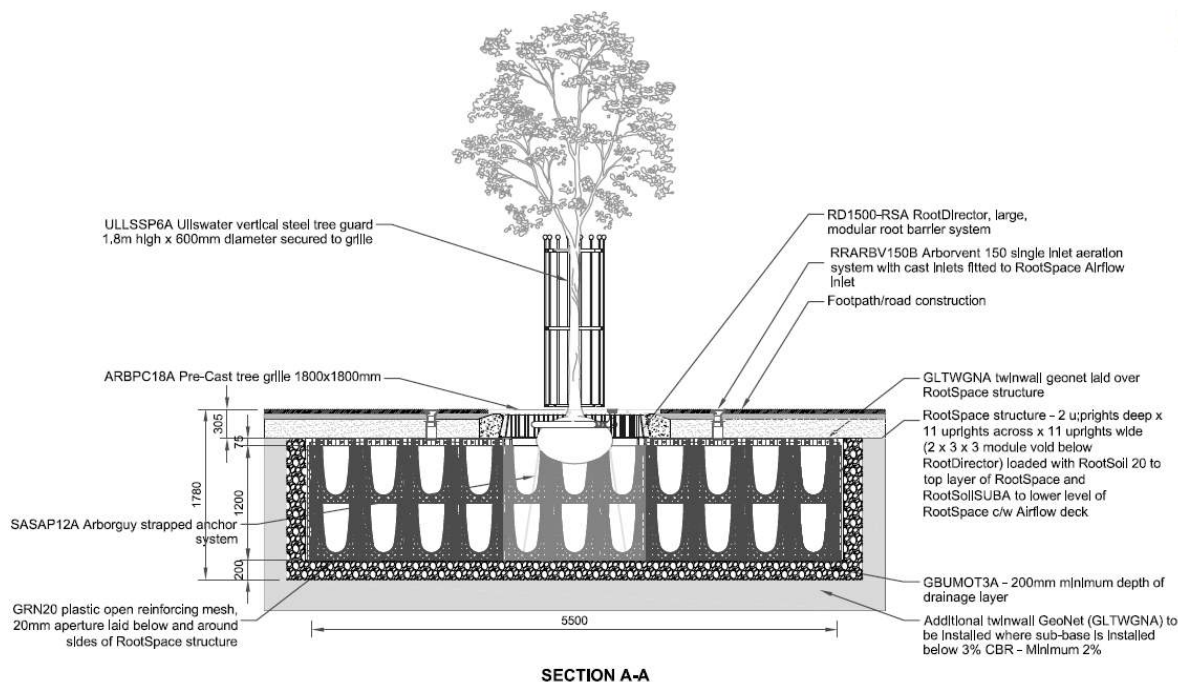 ULLSSP6A Ullswater vertical steel tree guard
1.8m high x 600mm diameter secured to grille
ARBPC18A Pre-Cast tree grille 1800x1800mm
305
75
1200
1780
200
SASAP12A Arborguy strapped anchor
system
GRN20 plastic open reinforcing mesh,
20mm aperture laid below and around
sides of RootSpace structure
RD1500-RSA RootDirector, large,
modular root barrier system
RRARBV150B Arborvent 150 single inlet aeration
system with cast inlets fitted to RootSpace Airflow
inlet
Footpath/road construction
GLTWGNA twinwall geonet laid over
RootSpace structure
RootSpace structure - 2 u;prights deep x
11 uprights across x 11 uprights wide
(2 x 3 x 3 module void below
RootDirector) loaded with RootSoil 20 to
top layer of RootSpace and
RootSoilSUBA to lower level of
RootSpace c/w Airflow deck
GBUMOT3A - 200mm minimum depth of
drainage layer
Additional twinwall GeoNet (GLTWGNA) to
be installed where sub-base is installed
below 3% CBR - Minimum 2%
5500
SECTION A-A